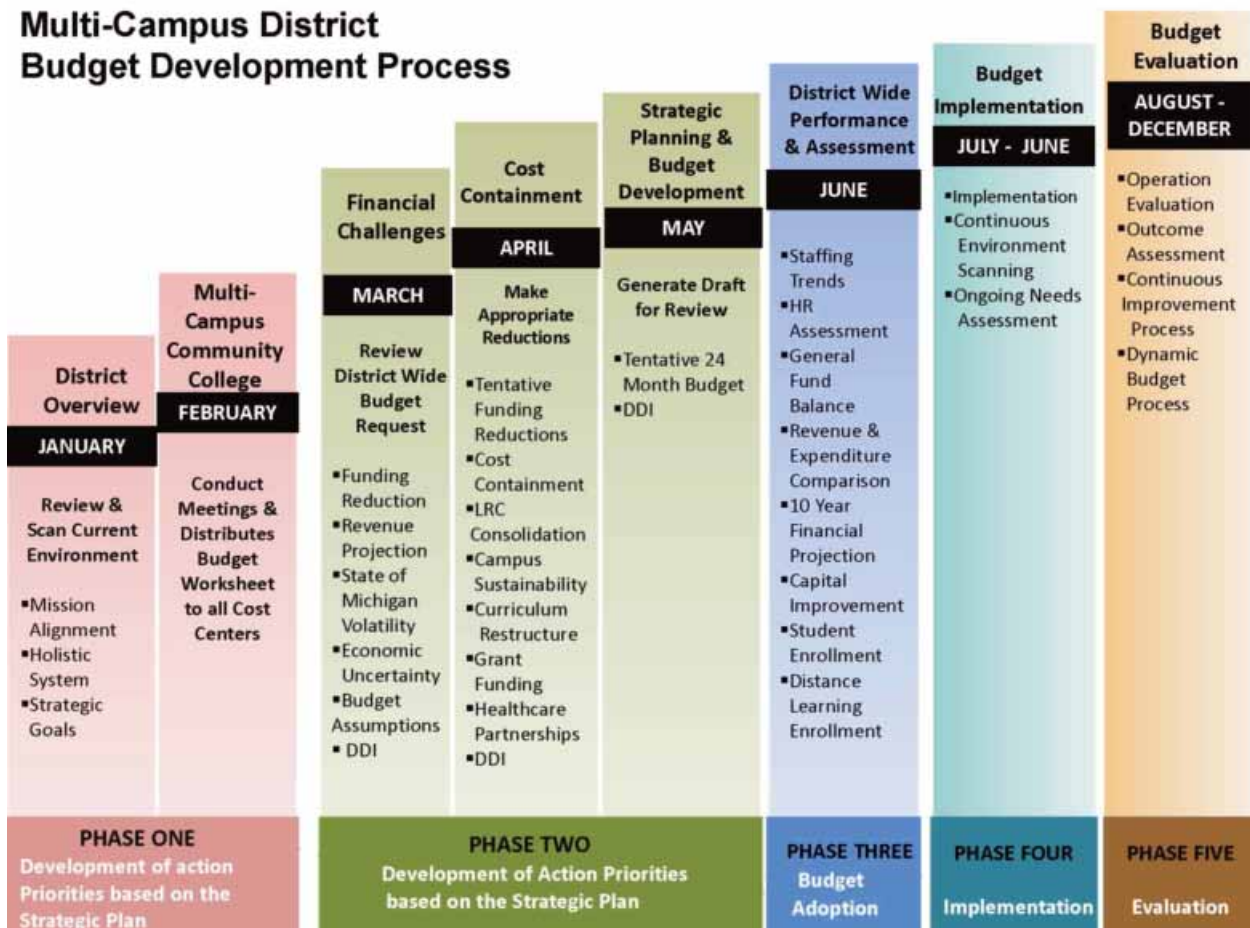 Multi-Campus District
Budget Development Process
District
Overview
JANUARY
Review &
Scan Current
Environment
▪Mission
Alignment
▪Holistic
System
▪Strategic
Goals
Multi-
Campus
Community
College
FEBRUARY
Conduct
Meetings &
Distributes
Budget
Worksheet
to all Cost
Centers
PHASE ONE
Development of action
Priorities based on the
Strategic Plan
Financial
Challenges
MARCH
Review
District Wide
Budget
Request
▪Funding
Reduction
▪Revenue
Projection
▪State of
Michigan
Volatility
▪Economic
Uncertainty
▪Budget
Assumptions
▪ DDI
Cost
Containment
APRIL
Make
Appropriate
Reductions
▪Tentative
Funding
Reductions
▪Cost
Containment
▪LRC
Consolidation
▪Campus
Sustainability
▪Curriculum
Restructure
▪Grant
Funding
▪Healthcare
Partnerships
▪DDI
Strategic
Planning &
Budget
Development
MAY
Generate Draft
for Review
▪Tentative 24
Month Budget
▪DDI
PHASE TWO
Development of Action Priorities
based on the Strategic Plan
District Wide
Performance
& Assessment
JUNE
▪Staffing
Trends
▪HR
Assessment
▪General
Fund
Balance
▪Revenue &
Expenditure
Comparison
▪10 Year
Financial
Projection
▪Capital
Improvement
▪Student
Enrollment
▪Distance
Learning
Enrollment
PHASE THREE
Budget
Adoption
Budget
Implementation
JULY - JUNE
▪Implementation
▪Continuous
Environment
Scanning
▪Ongoing Needs
Assessment
PHASE FOUR
Implementation
Budget
Evaluation
AUGUST -
DECEMBER
▪Operation
Evaluation
▪Outcome
Assessment
▪Continuous
Improvement
Process
▪Dynamic
Budget
Process
PHASE FIVE
Evaluation